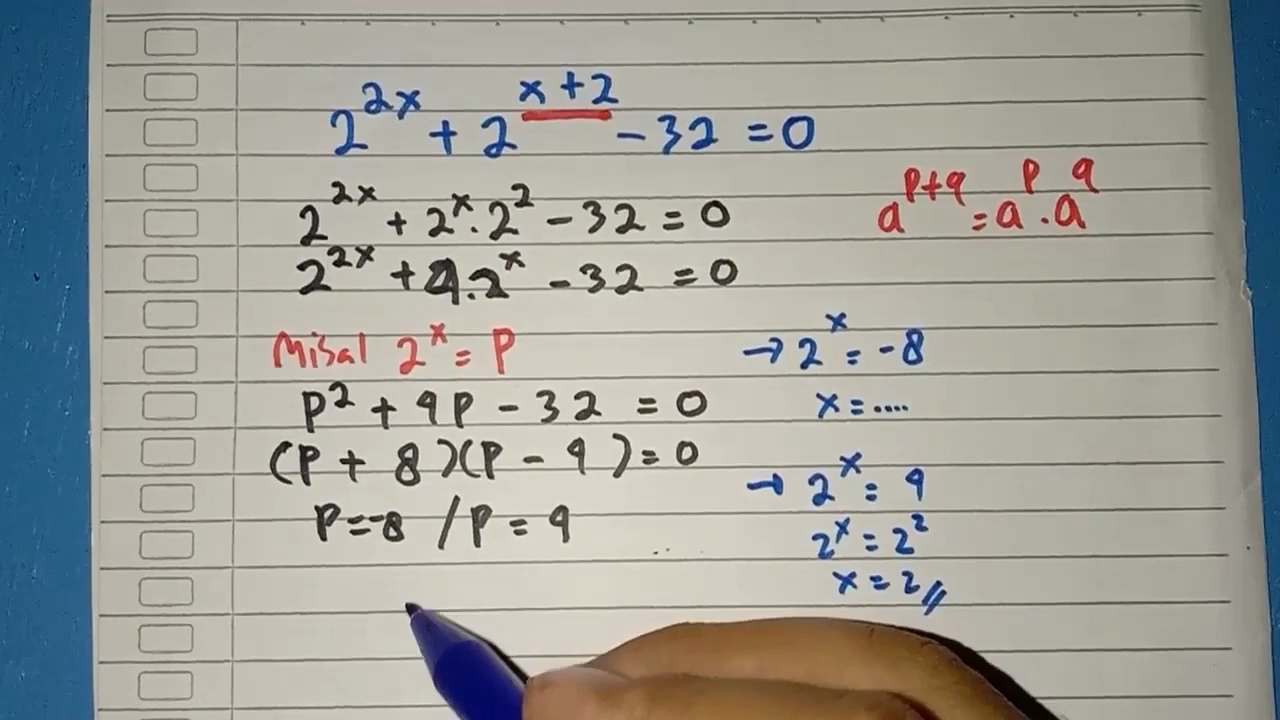 2^{2x} + 2^{x+2} - 32 = 0
2^{2x} + 2^x . 2^2 - 32 = 0
2^{2x} + 4.2^x - 32 = 0
Misal 2^x = P
P^2 + 4P - 32 = 0
(P + 8)(P - 4) = 0
P = -8 / P = 4
a^{p+q} = a^p . a^q
→ 2^x = -8
x = ....
→ 2^x = 4
2^x = 2^2
x = 2 //